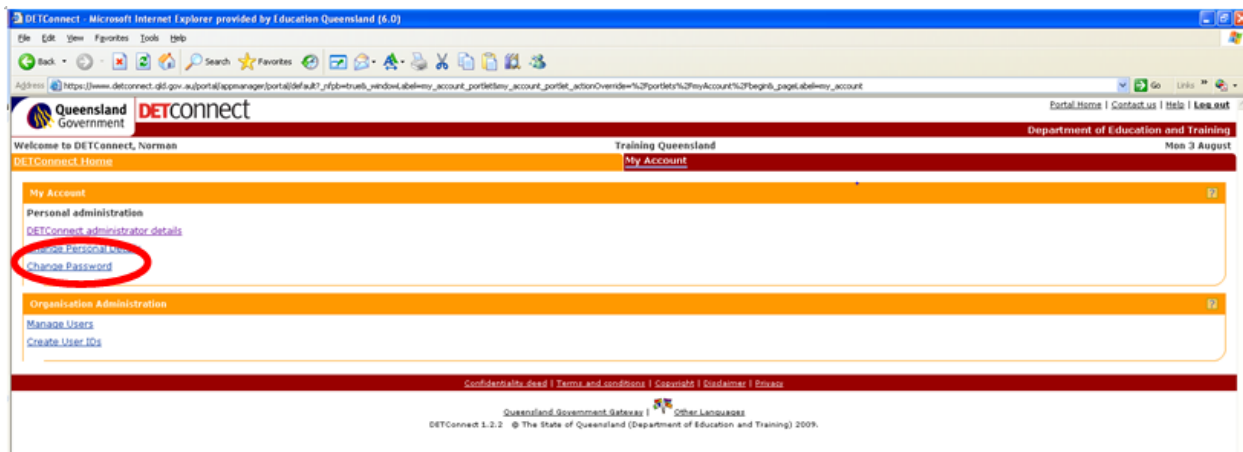 DETConnect - Microsoft Internet Explorer provided by Education Queensland (6.0)
File Edit View Favorites Tools Help
Back Search Favorites
Address https://www.detconnect.qld.gov.au/portal/appmanager/portal/default?_nfpb=true&_windowLabel=my_account_portlet&my_account_portlet_actionOverride=%2Fportlets%2FmyAccount%2Fbegin&_pageLabel=my_account Go Links »
Queensland Government DETconnect Portal Home | Contact us | Help | Log out
Department of Education and Training
Welcome to DETConnect, Norman Training Queensland Mon 3 August
DETConnect Home My Account
My Account ?
Personal administration
DETConnect administrator details
Change Personal
Change Password
Organisation Administration ?
Manage Users
Create User IDs
Confidentiality deed | Terms and conditions | Copyright | Disclaimer | Privacy
Queensland Government Gateway | Other Languages
DETConnect 1.2.2 © The State of Queensland (Department of Education and Training) 2009.